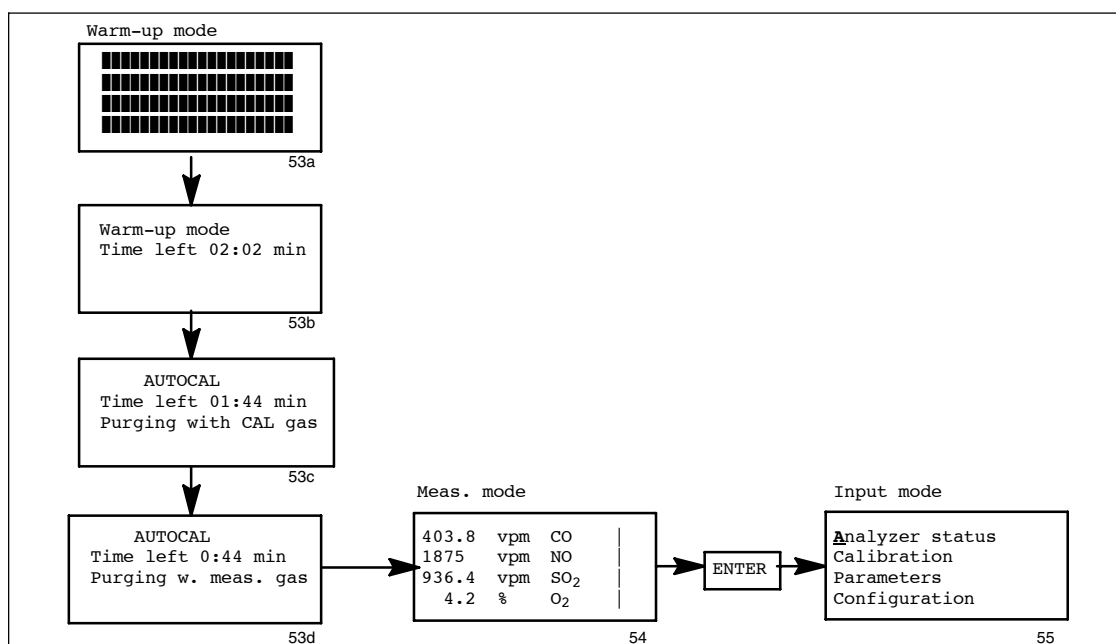 Warm-up mode
53a
Warm-up mode
Time left 02:02 min
53b
AUTOCAL
Time left 01:44 min
Purging with CAL gas
53c
AUTOCAL
Time left 0:44 min
Purging w. meas. gas
53d
Meas. mode
403.8 vpm CO |
1875 vpm NO |
936.4 vpm SO₂ |
4.2 % O₂ |
54
ENTER
Input mode
Analyzer status
Calibration
Parameters
Configuration
55